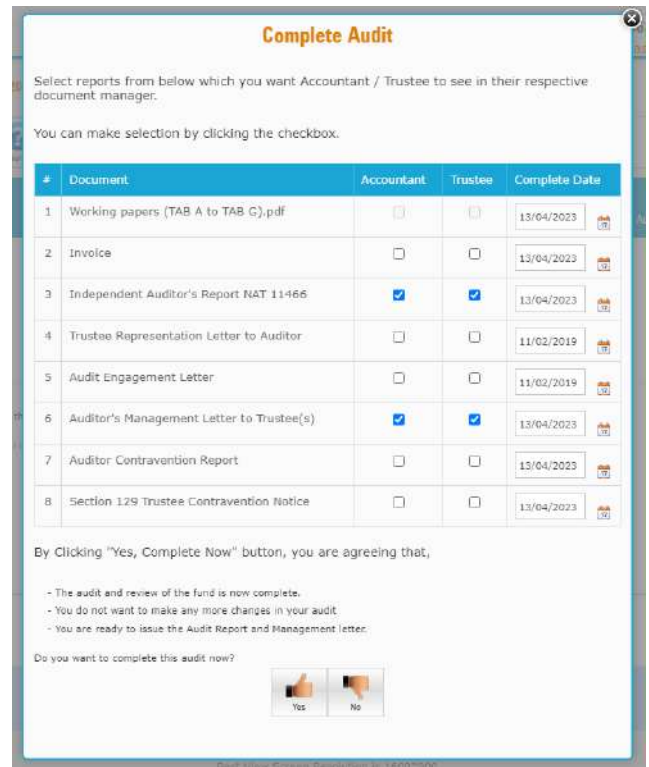 Complete Audit
Select reports from below which you want Accountant / Trustee to see in their respective
document manager.
You can make selection by clicking the checkbox.
# Document Accountant Trustee Complete Date
1 Working papers (TAB A to TAB G).pdf 13/04/2023
2 Invoice 13/04/2023
3 Independent Auditor's Report NAT 11466 13/04/2023
4 Trustee Representation Letter to Auditor 11/02/2019
5 Audit Engagement Letter 11/02/2019
6 Auditor's Management Letter to Trustee(s) 13/04/2023
7 Auditor Contravention Report 13/04/2023
8 Section 129 Trustee Contravention Notice 13/04/2023
By Clicking "Yes, Complete Now" button, you are agreeing that,
- The audit and review of the fund is now complete.
- You do not want to make any more changes in your audit
- You are ready to issue the Audit Report and Management letter.
Do you want to complete this audit now?
Yes No